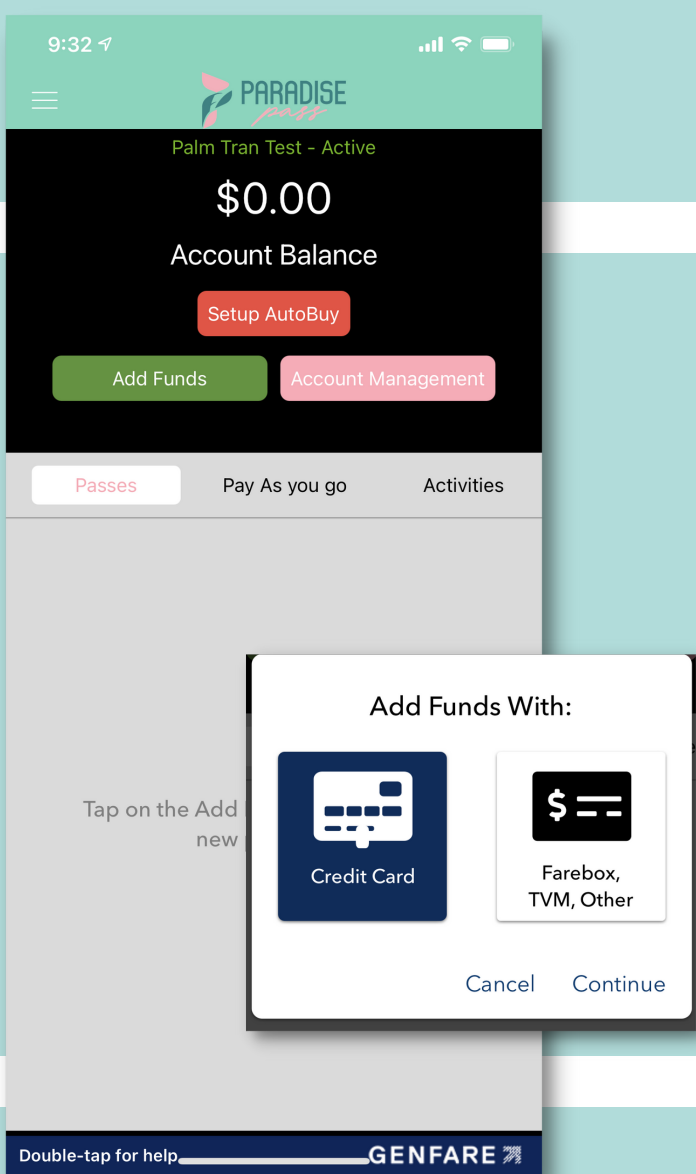 9:32
PARADISE
pass
Palm Tran Test - Active
$0.00
Account Balance
Setup AutoBuy
Add Funds
Account Management
Passes
Pay As you go
Activities
Tap on the Add
new
Add Funds With:
$
Credit Card
Farebox,
TVM, Other
Cancel
Continue
Double-tap for help
GENFARE